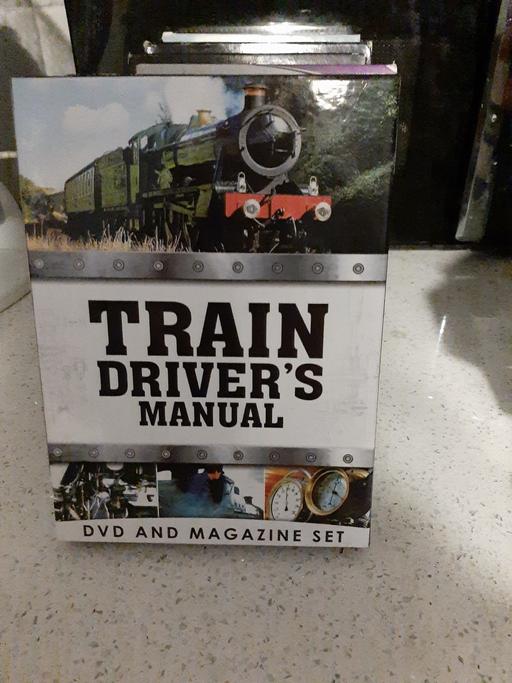 TRAIN
DRIVER'S
MANUAL
DVD AND MAGAZINE SET